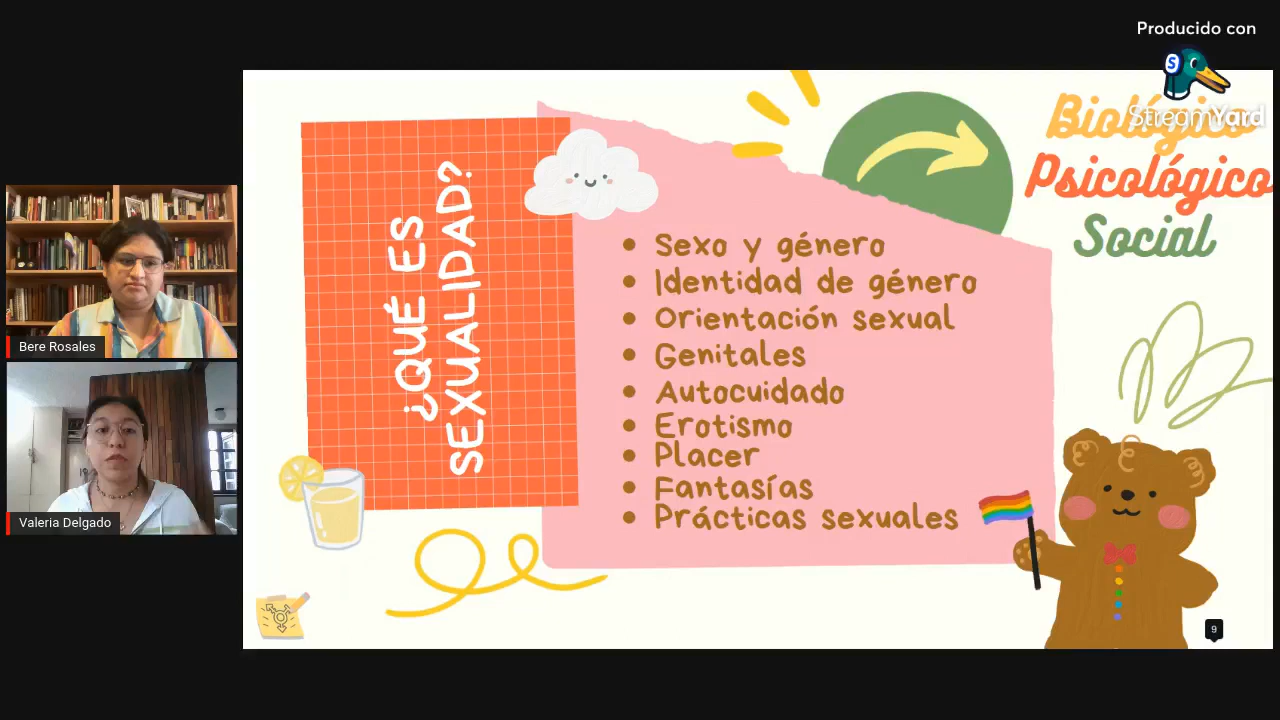 Producido con
StreamYard
Bere Rosales
Valeria Delgado
¿QUÉ ES
SEXUALIDAD?
Sexo y género
Identidad de género
Orientación sexual
Genitales
Autocuidado
Erotismo
Placer
Fantasías
Prácticas sexuales
Biológico
Psicológico
Social
9